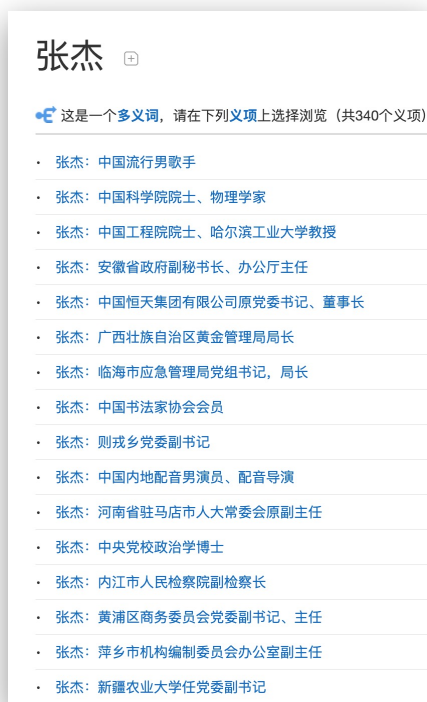 张杰
这是一个多义词，请在下列义项上选择浏览（共340个义项）
· 张杰：中国流行男歌手
· 张杰：中国科学院院士、物理学家
· 张杰：中国工程院院士、哈尔滨工业大学教授
· 张杰：安徽省政府副秘书长、办公厅主任
· 张杰：中国恒天集团有限公司原党委书记、董事长
· 张杰：广西壮族自治区黄金管理局局长
· 张杰：临海市应急管理局党组书记，局长
· 张杰：中国书法家协会会员
· 张杰：则戎乡党委副书记
· 张杰：中国内地配音男演员、配音导演
· 张杰：河南省驻马店市人大常委会原副主任
· 张杰：中央党校政治学博士
· 张杰：内江市人民检察院副检察长
· 张杰：黄浦区商务委员会党委副书记、主任
· 张杰：萍乡市机构编制委员会办公室副主任
· 张杰：新疆农业大学任党委副书记